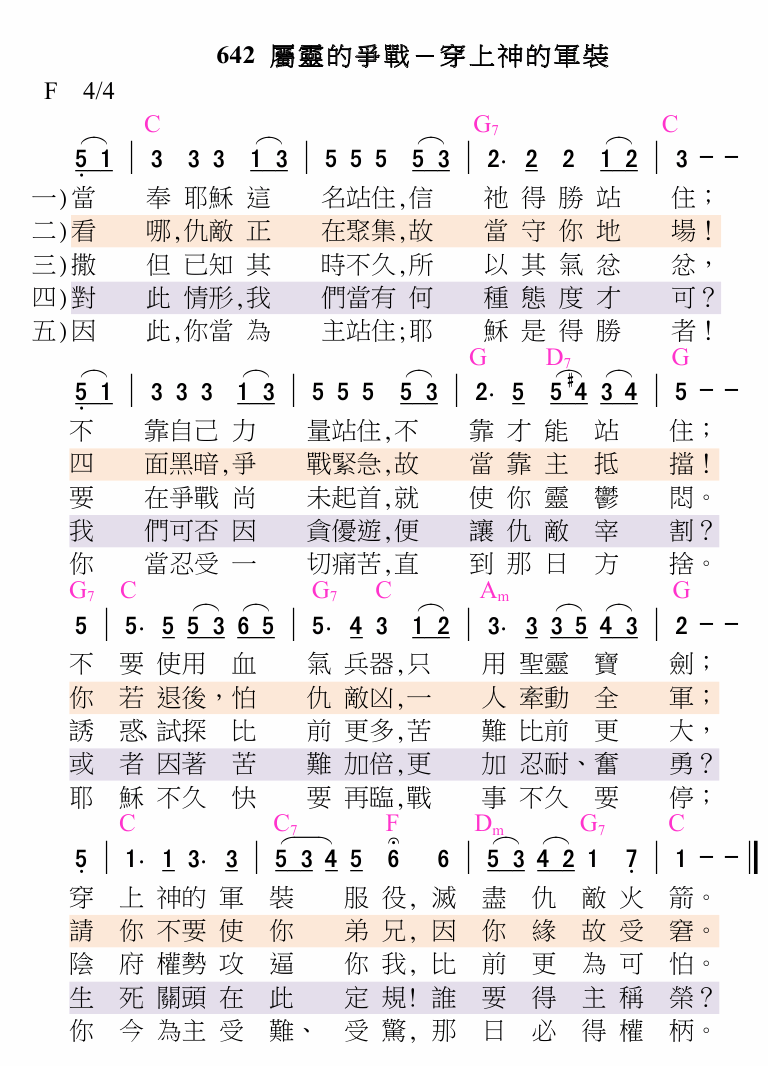 642 屬靈的爭戰－穿上神的軍裝
F 4/4
C G7 C
5 1 | 3 3 3 1 3 | 5 5 5 5 3 | 2· 2 2 1 2 | 3 － －
一)當 奉 耶穌 這 名站住,信 祂 得 勝 站 住；
二)看 哪,仇敵 正 在聚集,故 當 守 你 地 場！
三)撒 但 已知 其 時不久,所 以 其 氣 忿 忿，
四)對 此 情形,我 們當有 何 種 態 度 才 可？
五)因 此,你當 為 主站住;耶 穌 是 得 勝 者！
G D7 G
5 1 | 3 3 3 1 3 | 5 5 5 5 3 | 2· 5 5 #4 3 4 | 5 － －
不 靠自己 力 量站住,不 靠 才 能 站 住；
四 面黑暗,爭 戰緊急,故 當 靠 主 抵 擋！
要 在爭戰 尚 未起首,就 使 你 靈 鬱 悶。
我 們可否 因 貪優遊,便 讓 仇 敵 宰 割？
你 當忍受 一 切痛苦,直 到 那 日 方 捨。
G7 C G7 C Am G
5 | 5· 5 5 3 6 5 | 5· 4 3 1 2 | 3· 3 3 5 4 3 | 2 － －
不 要 使用 血 氣 兵器,只 用 聖靈 寶 劍；
你 若 退後，怕 仇 敵凶,一 人 牽動 全 軍；
誘 惑、試探 比 前 更多,苦 難 比前 更 大，
或 者 因著 苦 難 加倍,更 加 忍耐、奮 勇？
耶 穌 不久 快 要 再臨,戰 事 不久 要 停；
C C7 F Dm G7 C
5 | 1· 1 3· 3 | 5 3 4 5 6 6 | 5 3 4 2 1 7 | 1 － －
穿 上 神的 軍 裝 服 役, 滅 盡 仇 敵 火 箭。
請 你 不要 使 你 弟 兄, 因 你 緣 故 受 窘。
陰 府 權勢 攻 逼 你 我, 比 前 更 為 可 怕。
生 死 關頭 在 此 定 規! 誰 要 得 主 稱 榮？
你 今 為主 受 難、 受 驚, 那 日 必 得 權 柄。